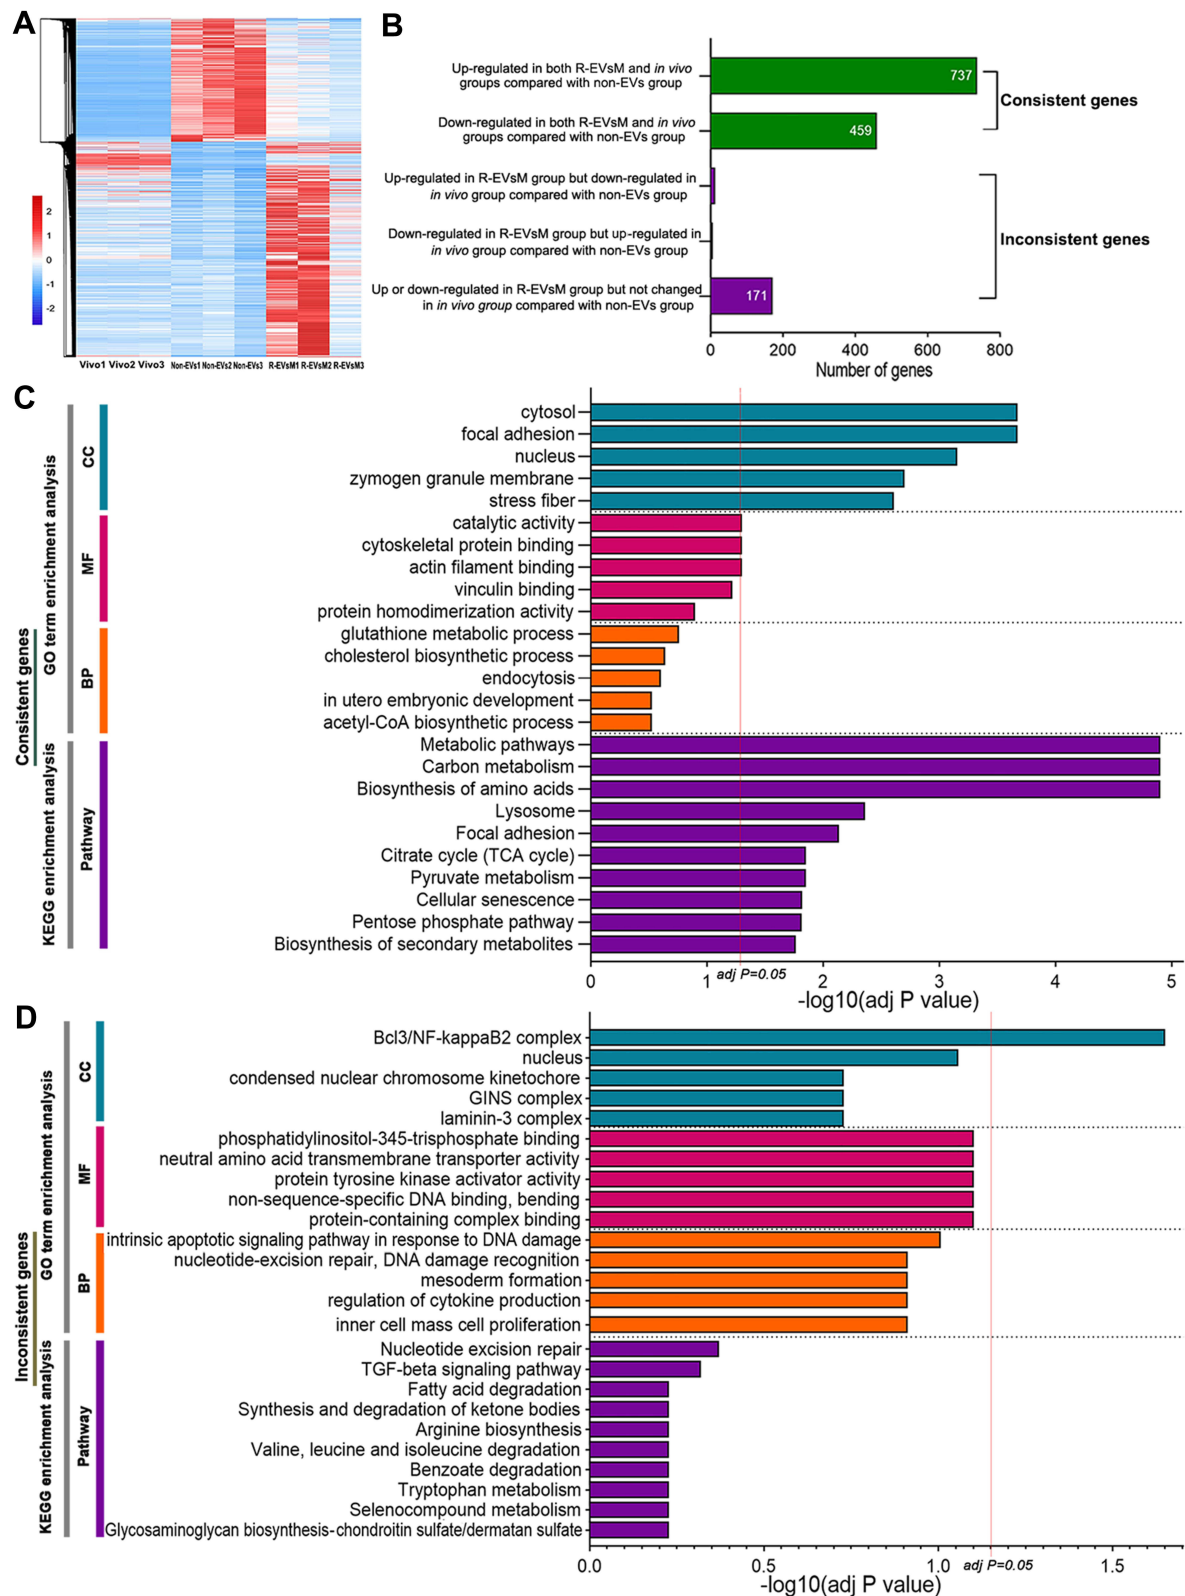 A
2
1
0
-1
-2
Vivo1 Vivo2 Vivo3 Non-EVs1 Non-EVs2 Non-EVs3 R-EVsM1 R-EVsM2 R-EVsM3
B
Up-regulated in both R-EVsM and in vivo
groups compared with non-EVs group
737
Down-regulated in both R-EVsM and in vivo
groups compared with non-EVs group
459
Consistent genes
Up-regulated in R-EVsM group but down-regulated in
in vivo group compared with non-EVs group
Down-regulated in R-EVsM group but up-regulated in
in vivo group compared with non-EVs group
Up or down-regulated in R-EVsM group but not changed
in in vivo group compared with non-EVs group
171
Inconsistent genes
0 200 400 600 800
Number of genes
C
Consistent genes
GO term enrichment analysis
KEGG enrichment analysis
CC
MF
BP
Pathway
cytosol
focal adhesion
nucleus
zymogen granule membrane
stress fiber
catalytic activity
cytoskeletal protein binding
actin filament binding
vinculin binding
protein homodimerization activity
glutathione metabolic process
cholesterol biosynthetic process
endocytosis
in utero embryonic development
acetyl-CoA biosynthetic process
Metabolic pathways
Carbon metabolism
Biosynthesis of amino acids
Lysosome
Focal adhesion
Citrate cycle (TCA cycle)
Pyruvate metabolism
Cellular senescence
Pentose phosphate pathway
Biosynthesis of secondary metabolites
0 1 adj P=0.05 2 3 4 5
-log10(adj P value)
D
Inconsistent genes
GO term enrichment analysis
KEGG enrichment analysis
CC
MF
BP
Pathway
Bcl3/NF-kappaB2 complex
nucleus
condensed nuclear chromosome kinetochore
GINS complex
laminin-3 complex
phosphatidylinositol-345-trisphosphate binding
neutral amino acid transmembrane transporter activity
protein tyrosine kinase activator activity
non-sequence-specific DNA binding, bending
protein-containing complex binding
intrinsic apoptotic signaling pathway in response to DNA damage
nucleotide-excision repair, DNA damage recognition
mesoderm formation
regulation of cytokine production
inner cell mass cell proliferation
Nucleotide excision repair
TGF-beta signaling pathway
Fatty acid degradation
Synthesis and degradation of ketone bodies
Arginine biosynthesis
Valine, leucine and isoleucine degradation
Benzoate degradation
Tryptophan metabolism
Selenocompound metabolism
Glycosaminoglycan biosynthesis-chondroitin sulfate/dermatan sulfate
0.0 0.5 1.0 adj P=0.05 1.5
-log10(adj P value)